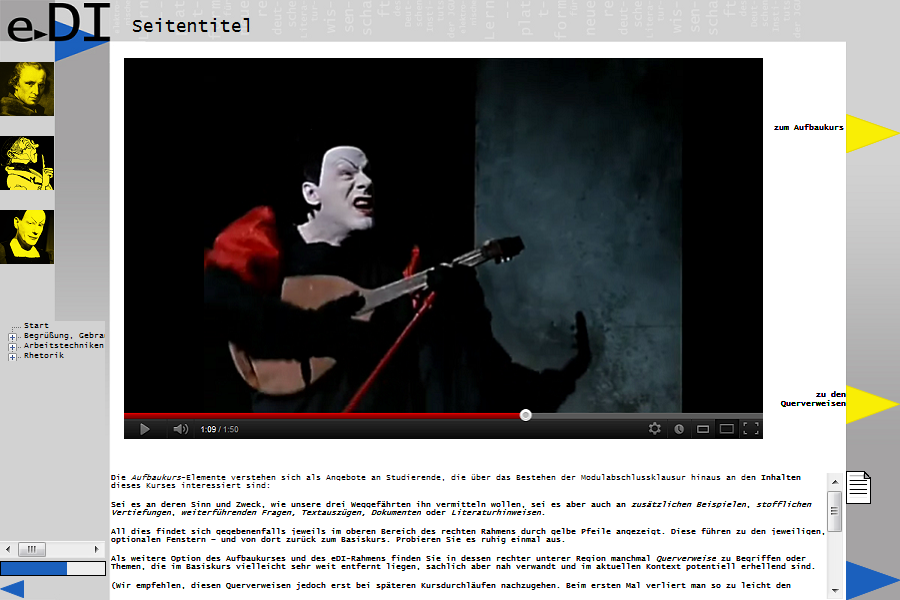 e▸DI
Seitentitel
zum Aufbaukurs
Start
Begrüßung, Gebra
Arbeitstechniken
Rhetorik
zu den
Querverweisen
1:09 / 1:50
Die Aufbaukurs-Elemente verstehen sich als Angebote an Studierende, die über das Bestehen der Modulabschlussklausur hinaus an den Inhalten
dieses Kurses interessiert sind:
Sei es an deren Sinn und Zweck, wie unsere drei Weggefährten ihn vermitteln wollen, sei es aber auch an zusätzlichen Beispielen, stofflichen
Vertiefungen, weiterführenden Fragen, Textauszügen, Dokumenten oder Literaturhinweisen.
All dies findet sich gegebenenfalls jeweils im oberen Bereich des rechten Rahmens durch gelbe Pfeile angezeigt. Diese führen zu den jeweiligen,
optionalen Fenstern – und von dort zurück zum Basiskurs. Probieren Sie es ruhig einmal aus.
Als weitere Option des Aufbaukurses und des eDI-Rahmens finden Sie in dessen rechter unterer Region manchmal Querverweise zu Begriffen oder
Themen, die im Basiskurs vielleicht sehr weit entfernt liegen, sachlich aber nah verwandt und im aktuellen Kontext potentiell erhellend sind.
(Wir empfehlen, diesen Querverweisen jedoch erst bei späteren Kursdurchläufen nachzugehen. Beim ersten Mal verliert man so zu leicht den